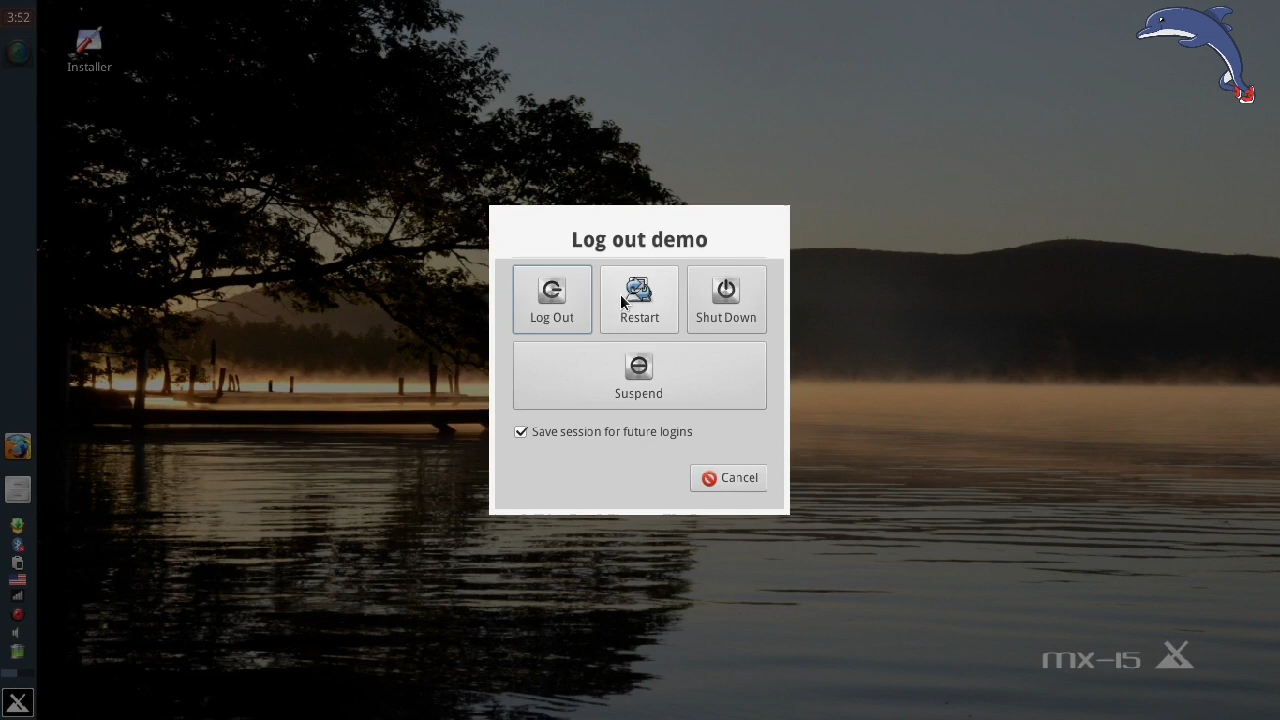 3:52
Installer
Log out demo
Log Out
Restart
Shut Down
Suspend
Save session for future logins
Cancel
mx-15